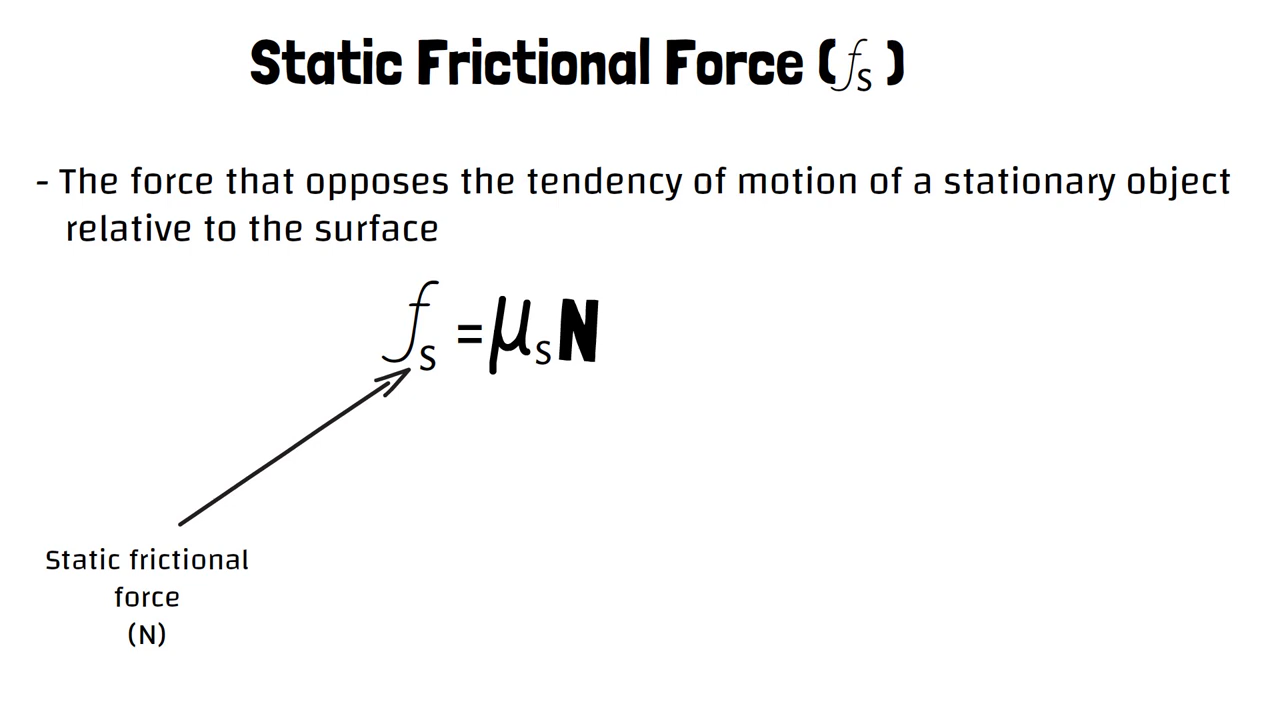 Static Frictional Force (fs)
- The force that opposes the tendency of motion of a stationary object
relative to the surface
fs = μsN
Static frictional
force
(N)